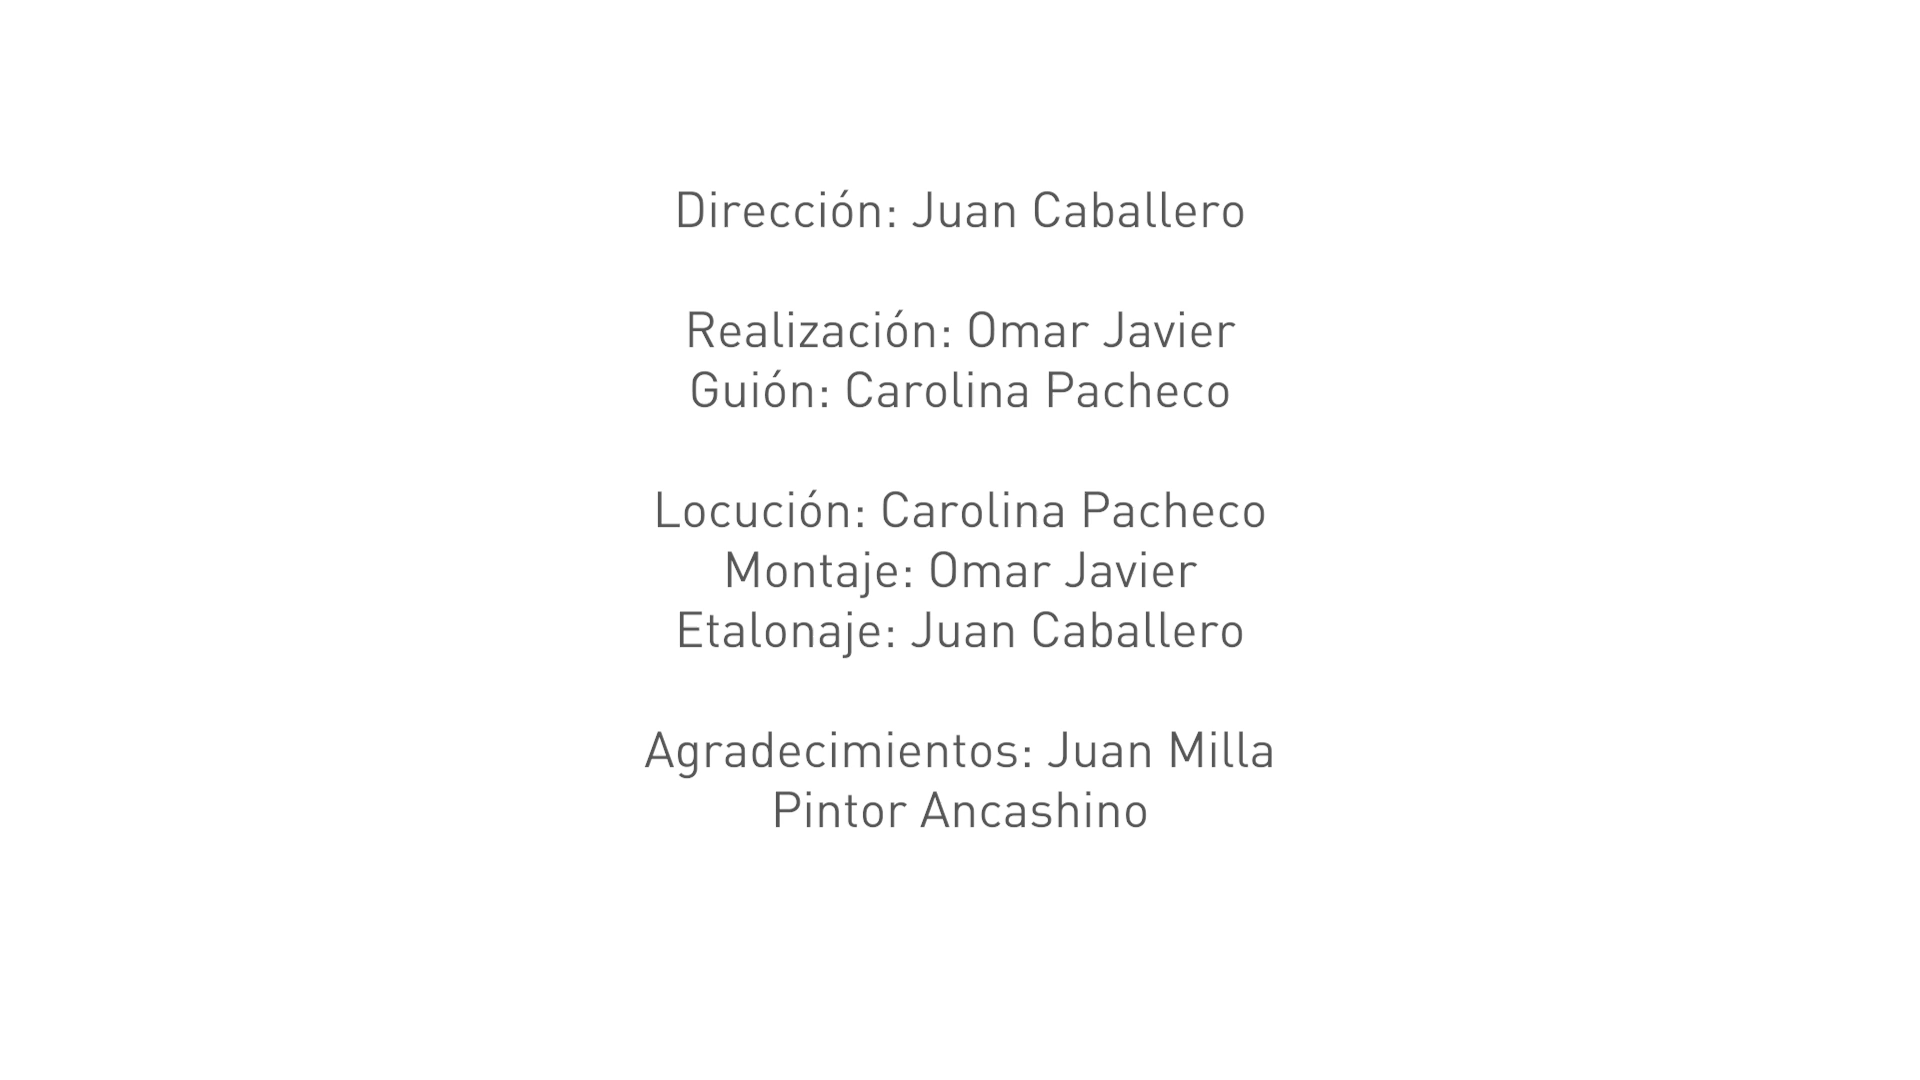 Dirección: Juan Caballero
Realización: Omar Javier
Guión: Carolina Pacheco
Locución: Carolina Pacheco
Montaje: Omar Javier
Etalonaje: Juan Caballero
Agradecimientos: Juan Milla
Pintor Ancashino